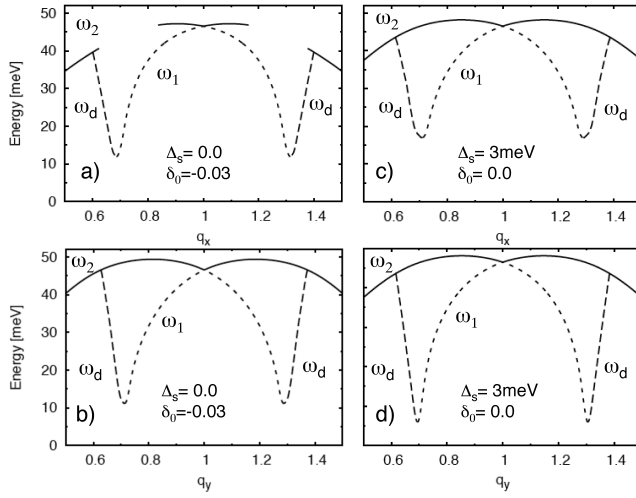 50
40
30
20
10
0
Energy [meV]
ω2
ω1
ωd
ωd
a)
Δs= 0.0
δ0=-0.03
0.6
0.8
1
1.2
1.4
qx
ω2
ω1
ωd
ωd
c)
Δs= 3meV
δ0= 0.0
0.6
0.8
1
1.2
1.4
qx
50
40
30
20
10
0
Energy [meV]
ω2
ω1
ωd
ωd
b)
Δs= 0.0
δ0=-0.03
0.6
0.8
1
1.2
1.4
qy
ω2
ω1
ωd
ωd
d)
Δs= 3meV
δ0= 0.0
0.6
0.8
1
1.2
1.4
qy